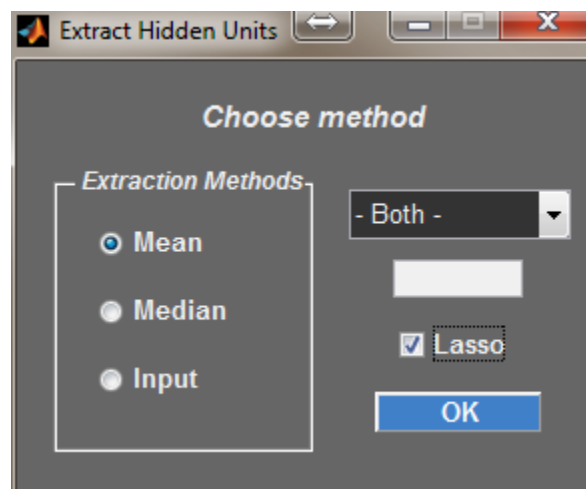 Extract Hidden Units
Choose method
Extraction Methods
Mean
Median
Input
- Both -
Lasso
OK